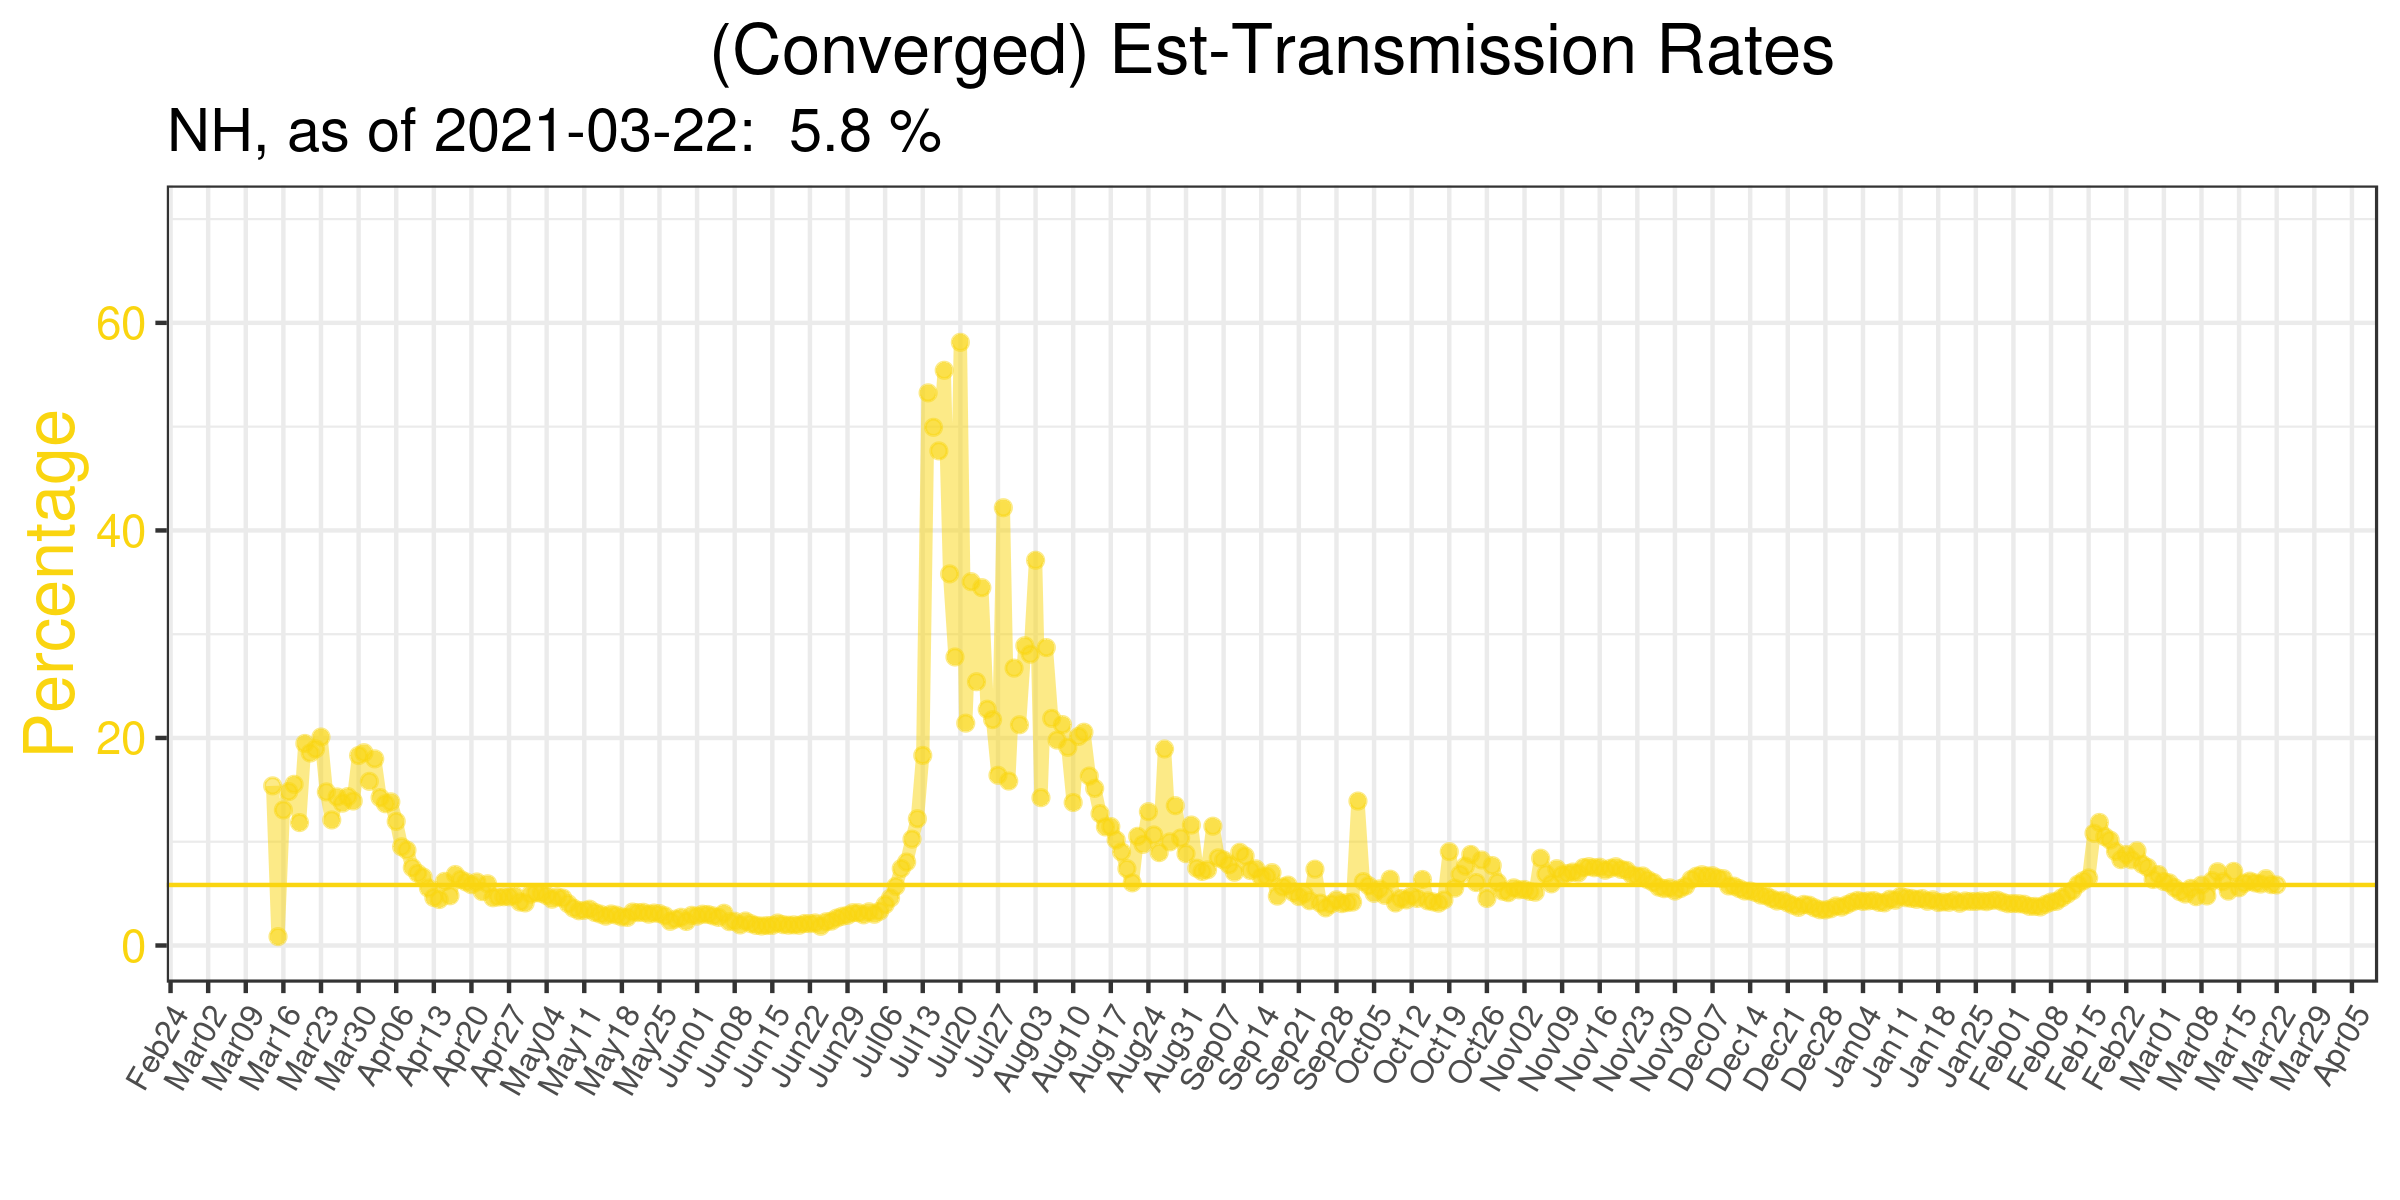 (Converged) Est-Transmission Rates
NH, as of 2021-03-22:  5.8 %
Percentage
60
40
20
0
Feb24
Mar02
Mar09
Mar16
Mar23
Mar30
Apr06
Apr13
Apr20
Apr27
May04
May11
May18
May25
Jun01
Jun08
Jun15
Jun22
Jun29
Jul06
Jul13
Jul20
Jul27
Aug03
Aug10
Aug17
Aug24
Aug31
Sep07
Sep14
Sep21
Sep28
Oct05
Oct12
Oct19
Oct26
Nov02
Nov09
Nov16
Nov23
Nov30
Dec07
Dec14
Dec21
Dec28
Jan04
Jan11
Jan18
Jan25
Feb01
Feb08
Feb15
Feb22
Mar01
Mar08
Mar15
Mar22
Mar29
Apr05